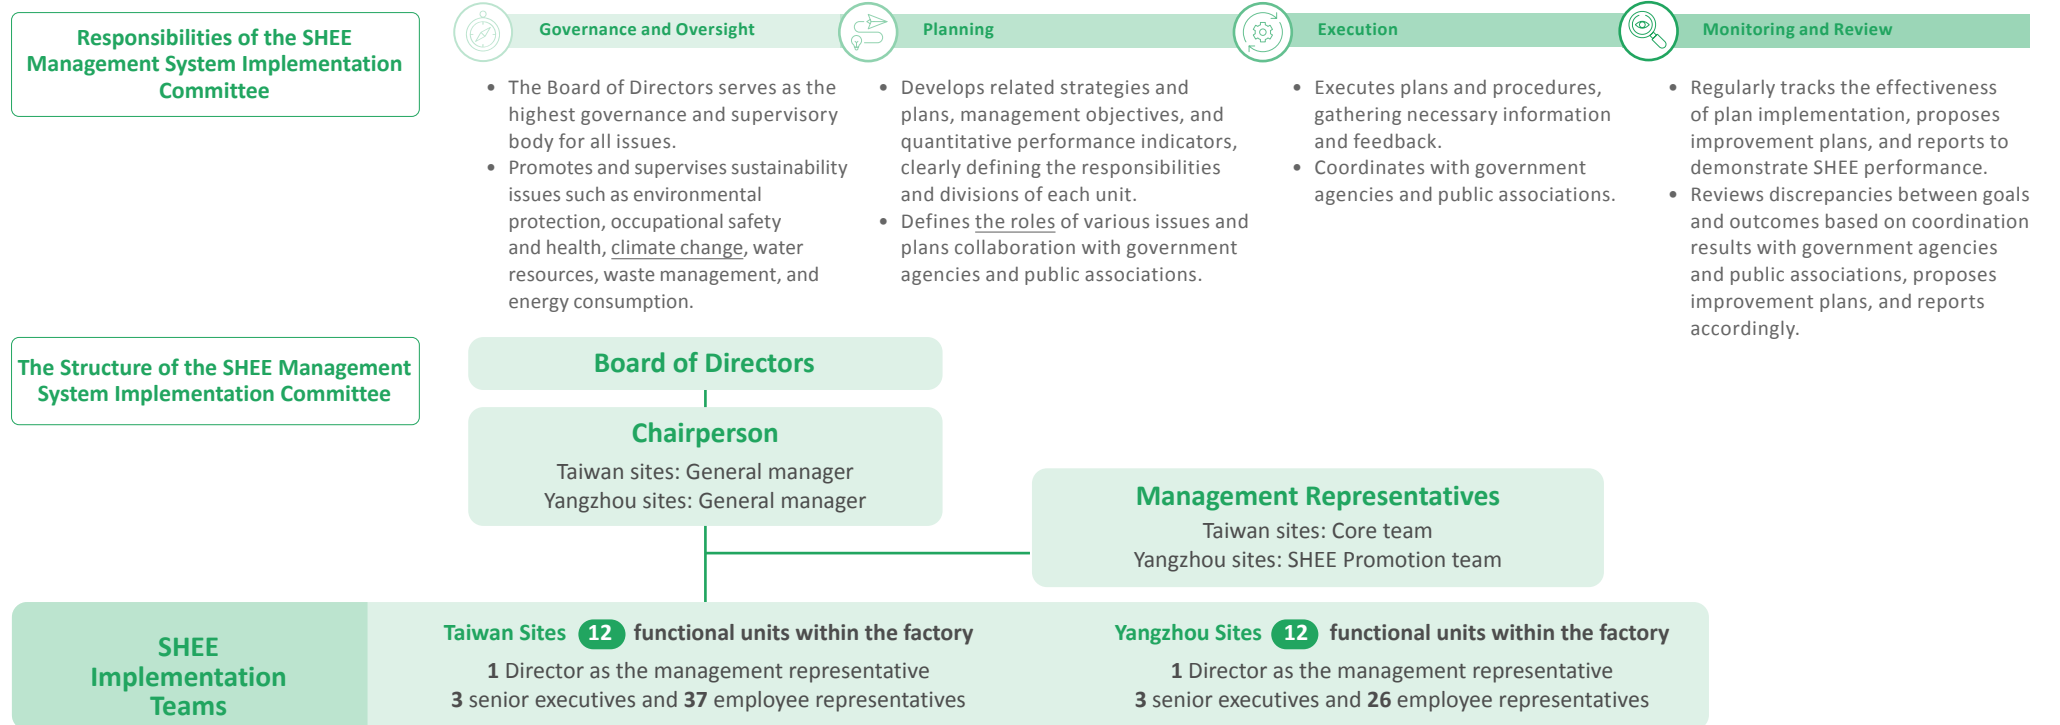 Responsibilities of the SHEE
Management System Implementation
Committee
Governance and Oversight
• The Board of Directors serves as the
highest governance and supervisory
body for all issues.
• Promotes and supervises sustainability
issues such as environmental
protection, occupational safety
and health, climate change, water
resources, waste management, and
energy consumption.
Planning
• Develops related strategies and
plans, management objectives, and
quantitative performance indicators,
clearly defining the responsibilities
and divisions of each unit.
• Defines the roles of various issues and
plans collaboration with government
agencies and public associations.
Execution
• Executes plans and procedures,
gathering necessary information
and feedback.
• Coordinates with government
agencies and public associations.
Monitoring and Review
• Regularly tracks the effectiveness
of plan implementation, proposes
improvement plans, and reports to
demonstrate SHEE performance.
• Reviews discrepancies between goals
and outcomes based on coordination
results with government agencies
and public associations, proposes
improvement plans, and reports
accordingly.
The Structure of the SHEE Management
System Implementation Committee
Board of Directors
Chairperson
Taiwan sites: General manager
Yangzhou sites: General manager
Management Representatives
Taiwan sites: Core team
Yangzhou sites: SHEE Promotion team
SHEE
Implementation
Teams
Taiwan Sites 12 functional units within the factory
1 Director as the management representative
3 senior executives and 37 employee representatives
Yangzhou Sites 12 functional units within the factory
1 Director as the management representative
3 senior executives and 26 employee representatives